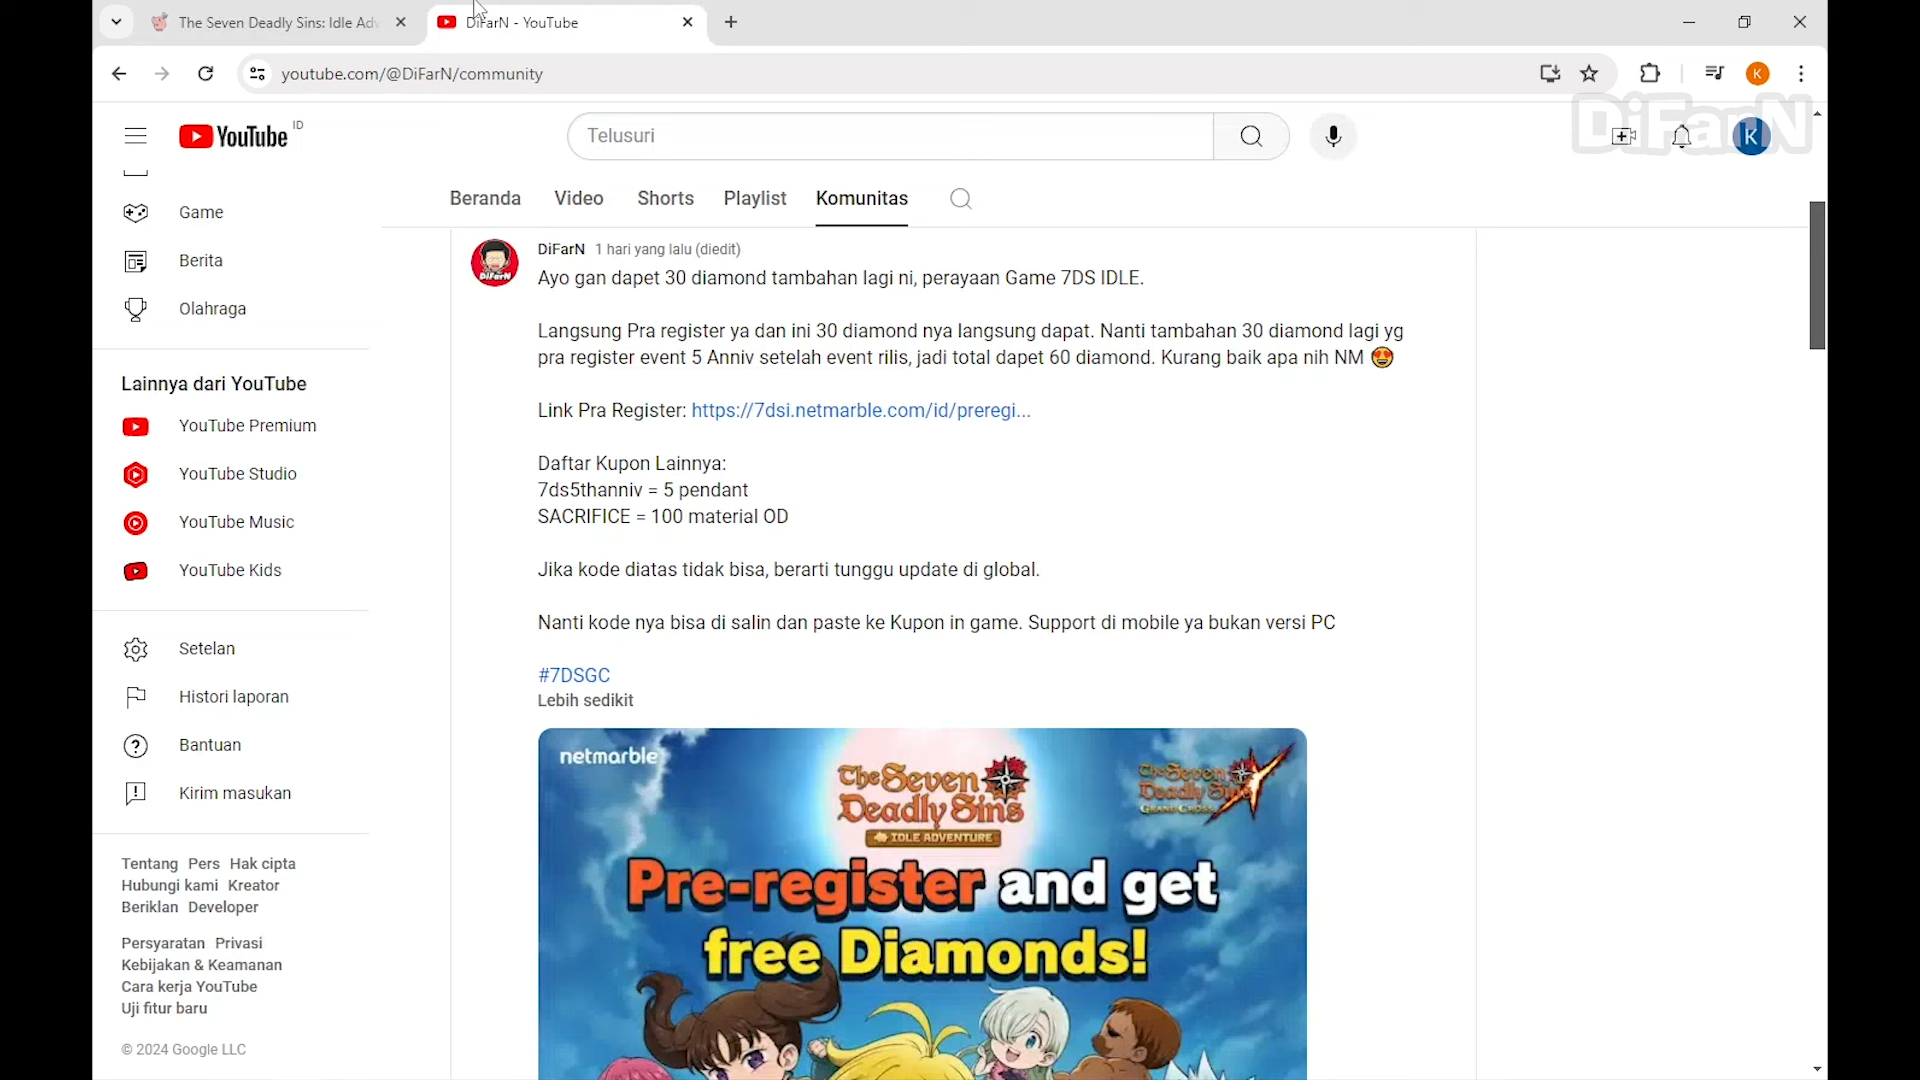 The Seven Deadly Sins: Idle Adv
DiFarN - YouTube
youtube.com/@DiFarN/community
K
DiFarN
YouTube ID
Telusuri
K
Beranda Video Shorts Playlist Komunitas
Game
Berita
Olahraga
Lainnya dari YouTube
YouTube Premium
YouTube Studio
YouTube Music
YouTube Kids
Setelan
Histori laporan
Bantuan
Kirim masukan
Tentang Pers Hak cipta
Hubungi kami Kreator
Beriklan Developer
Persyaratan Privasi
Kebijakan & Keamanan
Cara kerja YouTube
Uji fitur baru
© 2024 Google LLC
DiFarN
DiFarN 1 hari yang lalu (diedit)
Ayo gan dapet 30 diamond tambahan lagi ni, perayaan Game 7DS IDLE.
Langsung Pra register ya dan ini 30 diamond nya langsung dapat. Nanti tambahan 30 diamond lagi yg
pra register event 5 Anniv setelah event rilis, jadi total dapet 60 diamond. Kurang baik apa nih NM 😍
Link Pra Register: https://7dsi.netmarble.com/id/preregi...
Daftar Kupon Lainnya:
7ds5thanniv = 5 pendant
SACRIFICE = 100 material OD
Jika kode diatas tidak bisa, berarti tunggu update di global.
Nanti kode nya bisa di salin dan paste ke Kupon in game. Support di mobile ya bukan versi PC
#7DSGC
Lebih sedikit
netmarble
The Seven
Deadly Sins
IDLE ADVENTURE
The Seven
Deadly Sins
GRAND CROSS
Pre-register and get
free Diamonds!